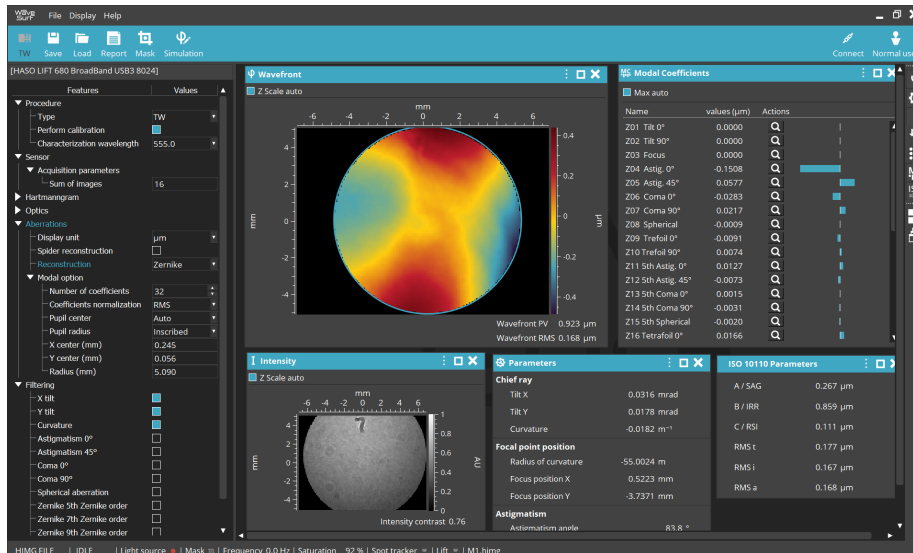 WAVE SURF File Display Help
TW Save Load Report Mask Simulation Connect Normal use
[HASO LIFT 680 BroadBand USB3 8024]
Features Values
Procedure
Type TW
Perform calibration
Characterization wavelength 555.0
Sensor
Acquisition parameters
Sum of images 16
Hartmanngram
Optics
Aberrations
Display unit µm
Spider reconstruction
Reconstruction Zernike
Modal option
Number of coefficients 32
Coefficients normalization RMS
Pupil center Auto
Pupil radius Inscribed
X center (mm) 0.245
Y center (mm) 0.056
Radius (mm) 5.090
Filtering
X tilt
Y tilt
Curvature
Astigmatism 0°
Astigmatism 45°
Coma 0°
Coma 90°
Spherical aberration
Zernike 5th Zernike order
Zernike 7th Zernike order
Zernike 9th Zernike order
Wavefront
Z Scale auto
mm
-6 -4 -2 0 2 4 6
4
2
0
-2
-4
mm
0.4
0.2
0
-0.2
-0.4
µm
Wavefront PV 0.923 µm
Wavefront RMS 0.168 µm
Modal Coefficients
Max auto
Name values (µm) Actions
Z01 Tilt 0° 0.0000
Z02 Tilt 90° 0.0000
Z03 Focus 0.0000
Z04 Astig. 0° -0.1508
Z05 Astig. 45° 0.0577
Z06 Coma 0° -0.0283
Z07 Coma 90° 0.0217
Z08 Spherical -0.0009
Z09 Trefoil 0° -0.0091
Z10 Trefoil 90° 0.0074
Z11 5th Astig. 0° 0.0127
Z12 5th Astig. 45° -0.0073
Z13 5th Coma 0° 0.0015
Z14 5th Coma 90° -0.0031
Z15 5th Spherical -0.0020
Z16 Tetrafoil 0° 0.0166
Intensity
Z Scale auto
mm
-6 -4 -2 0 2 4 6
4
2
0
-2
-4
mm
7
1
0.8
0.6
0.4
0.2
0
AU
Intensity contrast 0.76
Parameters
Chief ray
Tilt X 0.0316 mrad
Tilt Y 0.0178 mrad
Curvature -0.0182 m⁻¹
Focal point position
Radius of curvature -55.0024 m
Focus position X 0.5223 mm
Focus position Y -3.7371 mm
Astigmatism
Astigmatism angle 83.8 °
ISO 10110 Parameters
A / SAG 0.267 µm
B / IRR 0.859 µm
C / RSI 0.111 µm
RMS t 0.177 µm
RMS i 0.167 µm
RMS a 0.168 µm
HIMG FILE | IDLE | Light source | Mask | Frequency 0.0 Hz | Saturation 92 % | Spot tracker | Lift | M1.himg